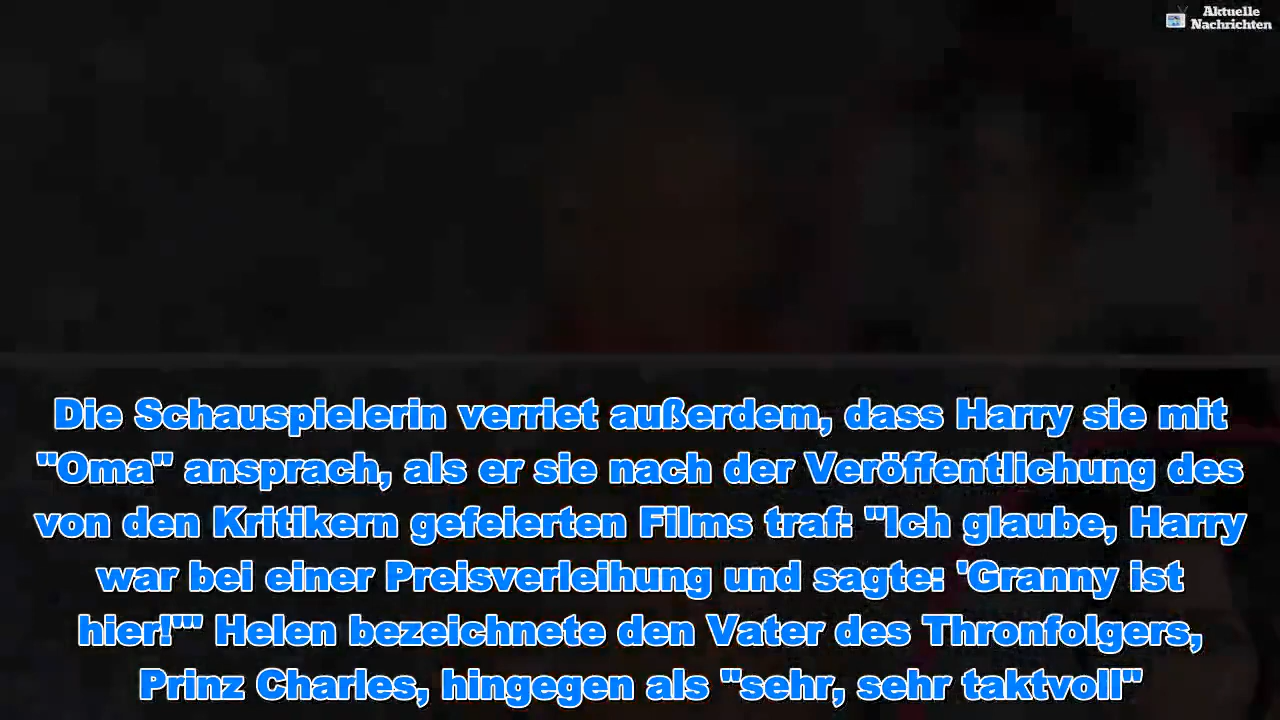 Aktuelle
Nachrichten
Die Schauspielerin verriet außerdem, dass Harry sie mit
"Oma" ansprach, als er sie nach der Veröffentlichung des
von den Kritikern gefeierten Films traf: "Ich glaube, Harry
war bei einer Preisverleihung und sagte: 'Granny ist
hier!'" Helen bezeichnete den Vater des Thronfolgers,
Prinz Charles, hingegen als "sehr, sehr taktvoll"